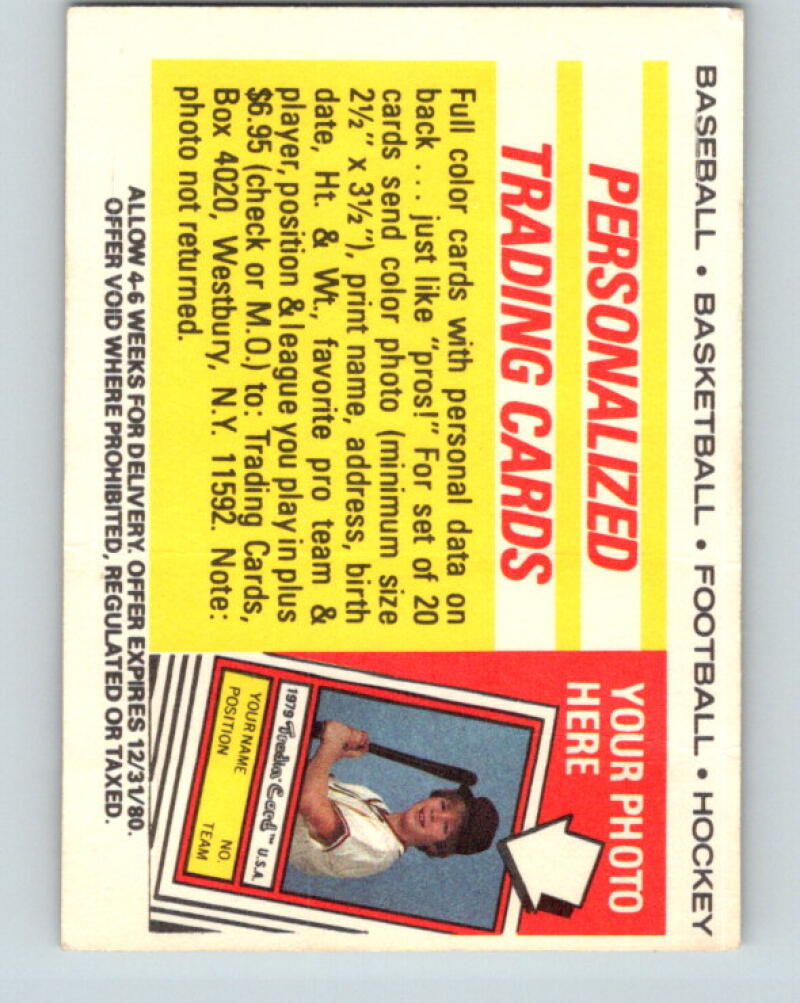 BASEBALL • BASKETBALL • FOOTBALL • HOCKEY
PERSONALIZED
TRADING CARDS
Full color cards with personal data on
back ... just like "pros!" For set of 20
cards send color photo (minimum size
2½" x 3½"), print name, address, birth
date, Ht. & Wt., favorite pro team &
player, position & league you play in plus
$6.95 (check or M.O.) to: Trading Cards,
Box 4020, Westbury, N.Y. 11592. Note:
photo not returned.
YOUR PHOTO
HERE
1979 Tradin' Card™ U.S.A.
YOUR NAME NO.
POSITION TEAM
ALLOW 4-6 WEEKS FOR DELIVERY. OFFER EXPIRES 12/31/80.
OFFER VOID WHERE PROHIBITED, REGULATED OR TAXED.